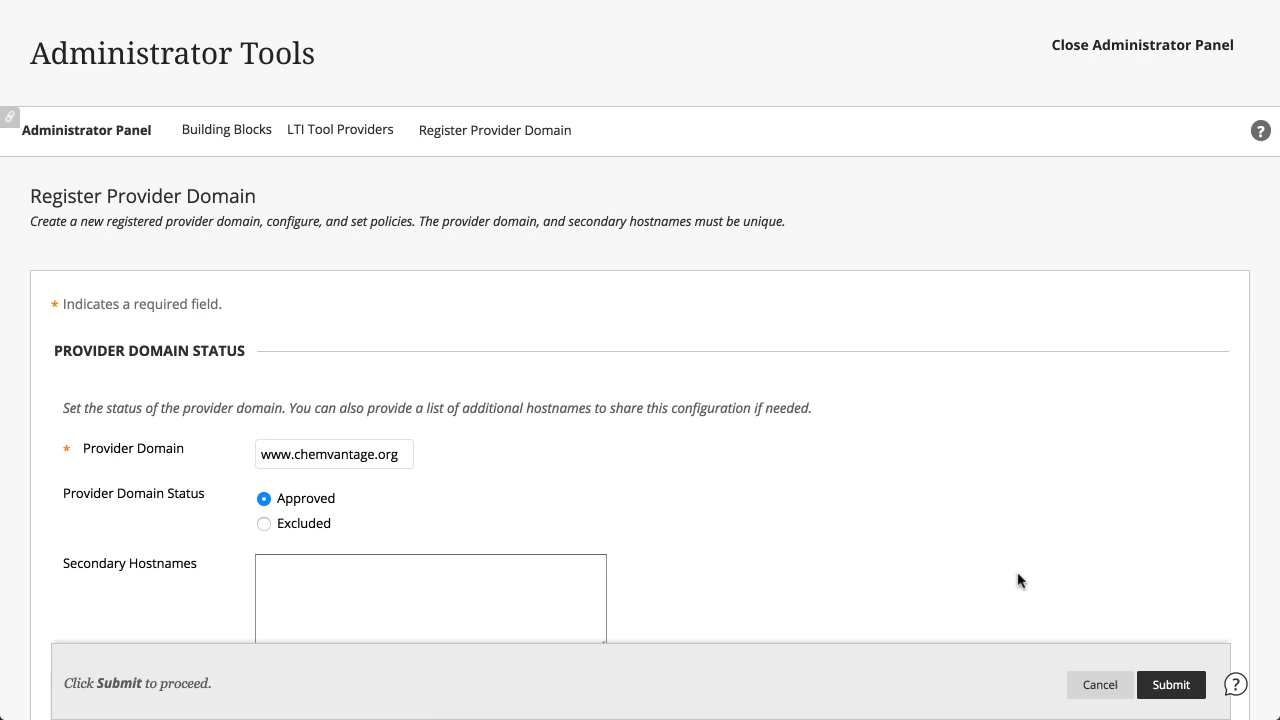 Administrator Tools
Close Administrator Panel
Administrator Panel Building Blocks LTI Tool Providers Register Provider Domain ?
Register Provider Domain
Create a new registered provider domain, configure, and set policies. The provider domain, and secondary hostnames must be unique.
* Indicates a required field.
PROVIDER DOMAIN STATUS
Set the status of the provider domain. You can also provide a list of additional hostnames to share this configuration if needed.
* Provider Domain www.chemvantage.org
Provider Domain Status Approved
Excluded
Secondary Hostnames
Click Submit to proceed. Cancel Submit ?